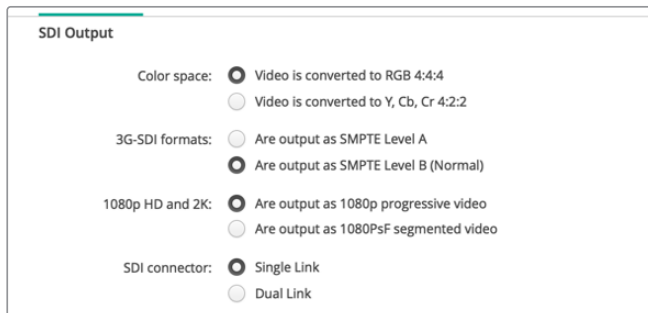 SDI Output
Color space: Video is converted to RGB 4:4:4
Video is converted to Y, Cb, Cr 4:2:2
3G-SDI formats: Are output as SMPTE Level A
Are output as SMPTE Level B (Normal)
1080p HD and 2K: Are output as 1080p progressive video
Are output as 1080PsF segmented video
SDI connector: Single Link
Dual Link